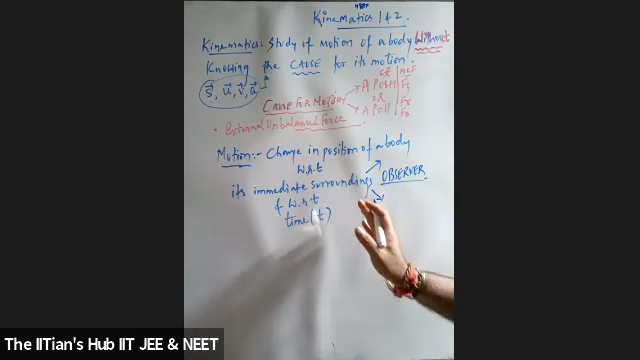 Kinematics 1 & 2.
Kinematics:- Study of Motion of a body Without
Knowing the CAUSE for its motion.
s, u, v, a
CAUSE FOR MOTION
A PUSH
OR
A PULL
• External Unbalanced Force
Motion:- Change in position of a body
w.r.t
its immediate surroundings
OBSERVER
& w.r.t
time (t)
The IITian's Hub IIT JEE & NEET